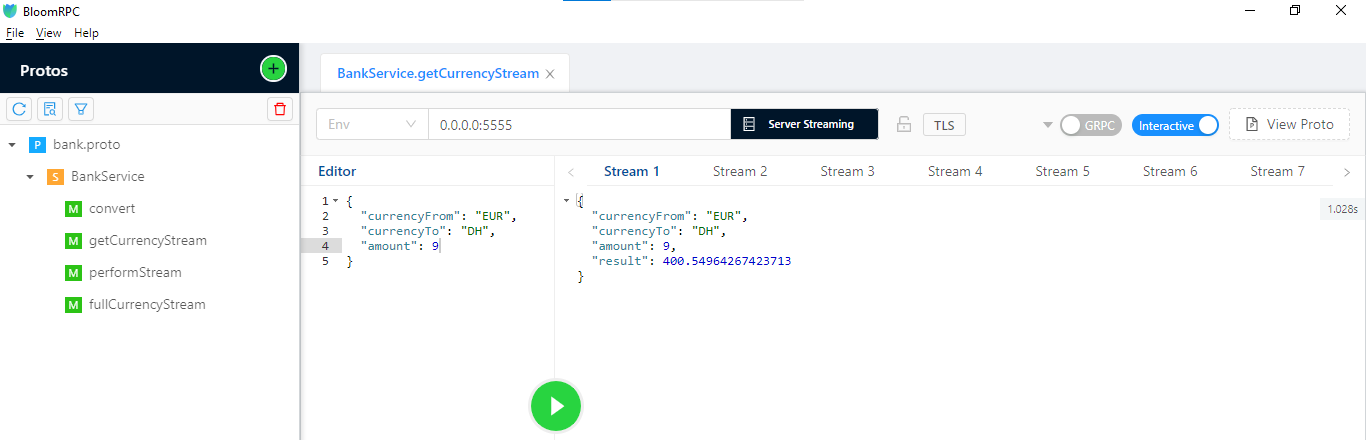 BloomRPC
File View Help
Protos
BankService.getCurrencyStream
Env
0.0.0.0:5555
Server Streaming
TLS
GRPC
Interactive
View Proto
bank.proto
BankService
convert
getCurrencyStream
performStream
fullCurrencyStream
Editor
1 {
2 "currencyFrom": "EUR",
3 "currencyTo": "DH",
4 "amount": 9
5 }
Stream 1 Stream 2 Stream 3 Stream 4 Stream 5 Stream 6 Stream 7
{
"currencyFrom": "EUR",
"currencyTo": "DH",
"amount": 9,
"result": 400.54964267423713
}
1.028s